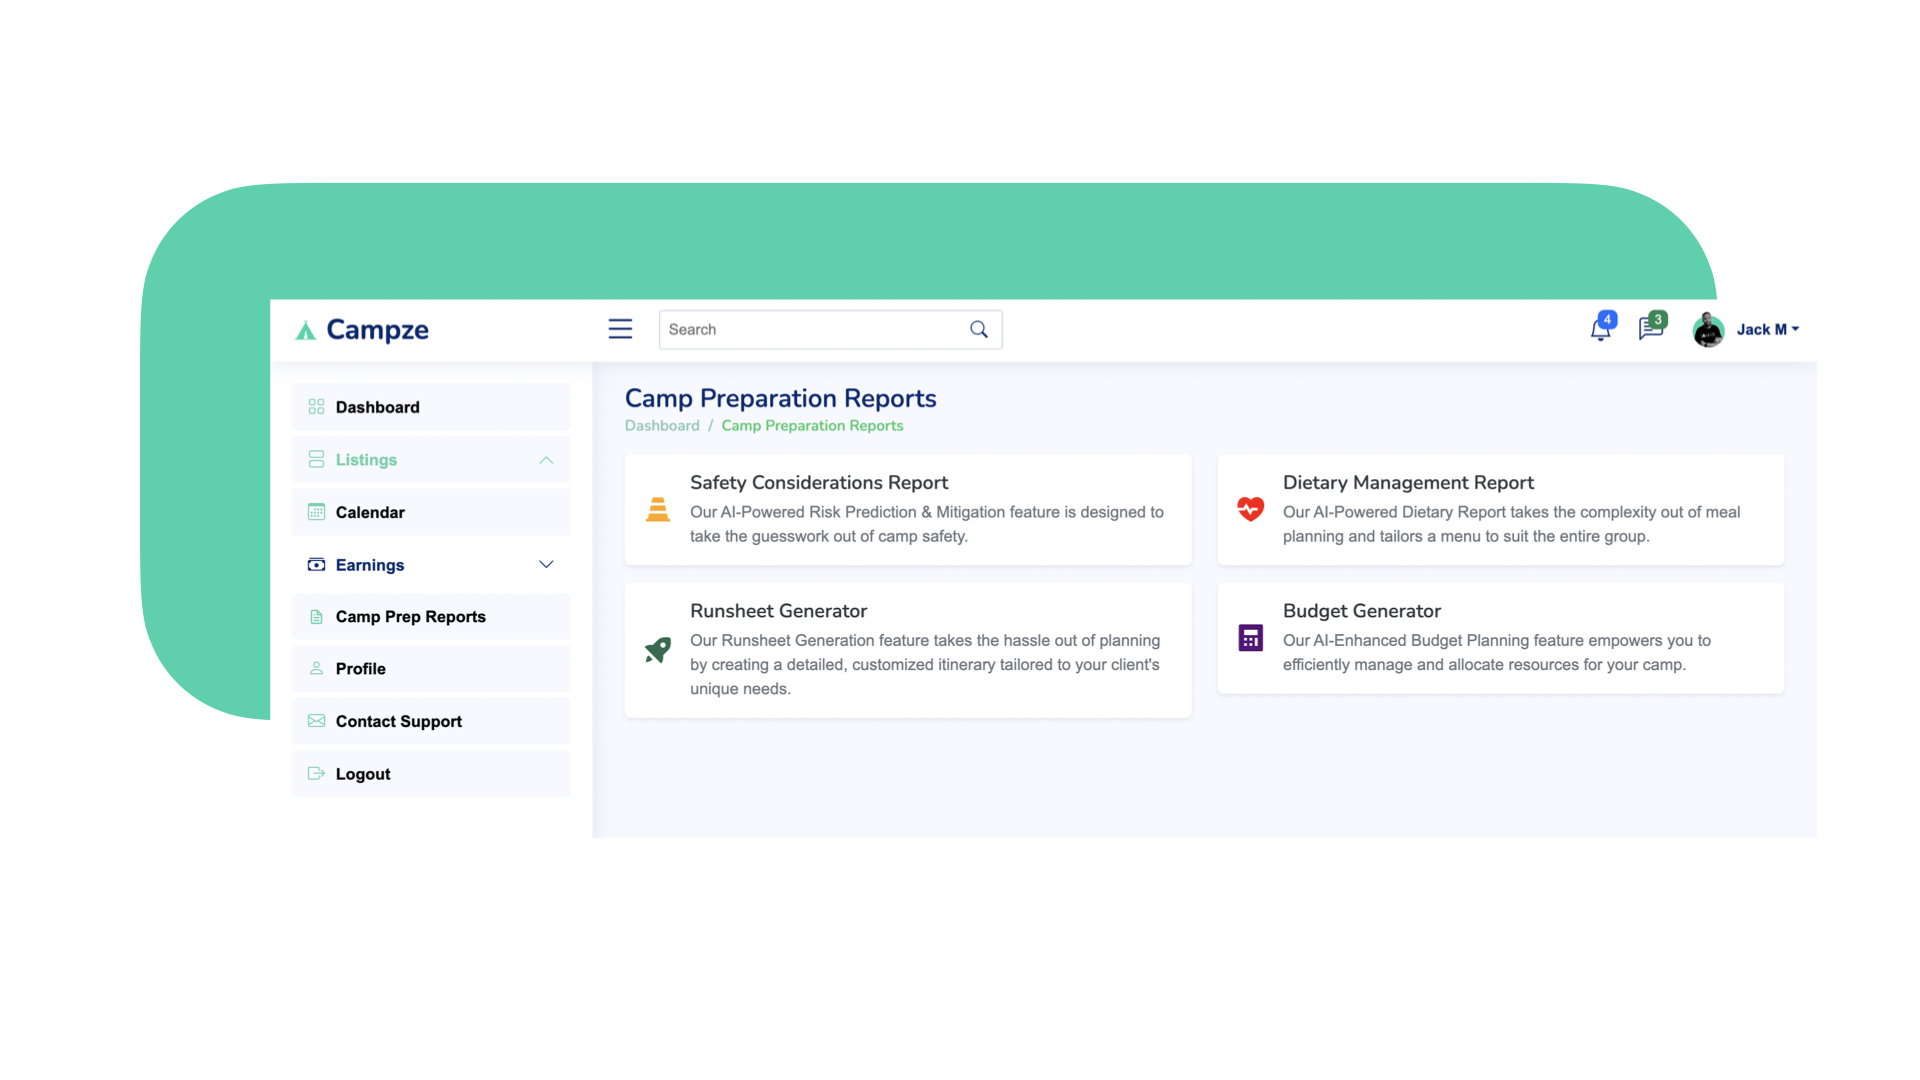 Campze
Search
4
3
Jack M
Dashboard
Listings
Calendar
Earnings
Camp Prep Reports
Profile
Contact Support
Logout
Camp Preparation Reports
Dashboard / Camp Preparation Reports
Safety Considerations Report
Our AI-Powered Risk Prediction & Mitigation feature is designed to
take the guesswork out of camp safety.
Dietary Management Report
Our AI-Powered Dietary Report takes the complexity out of meal
planning and tailors a menu to suit the entire group.
Runsheet Generator
Our Runsheet Generation feature takes the hassle out of planning
by creating a detailed, customized itinerary tailored to your client's
unique needs.
Budget Generator
Our AI-Enhanced Budget Planning feature empowers you to
efficiently manage and allocate resources for your camp.